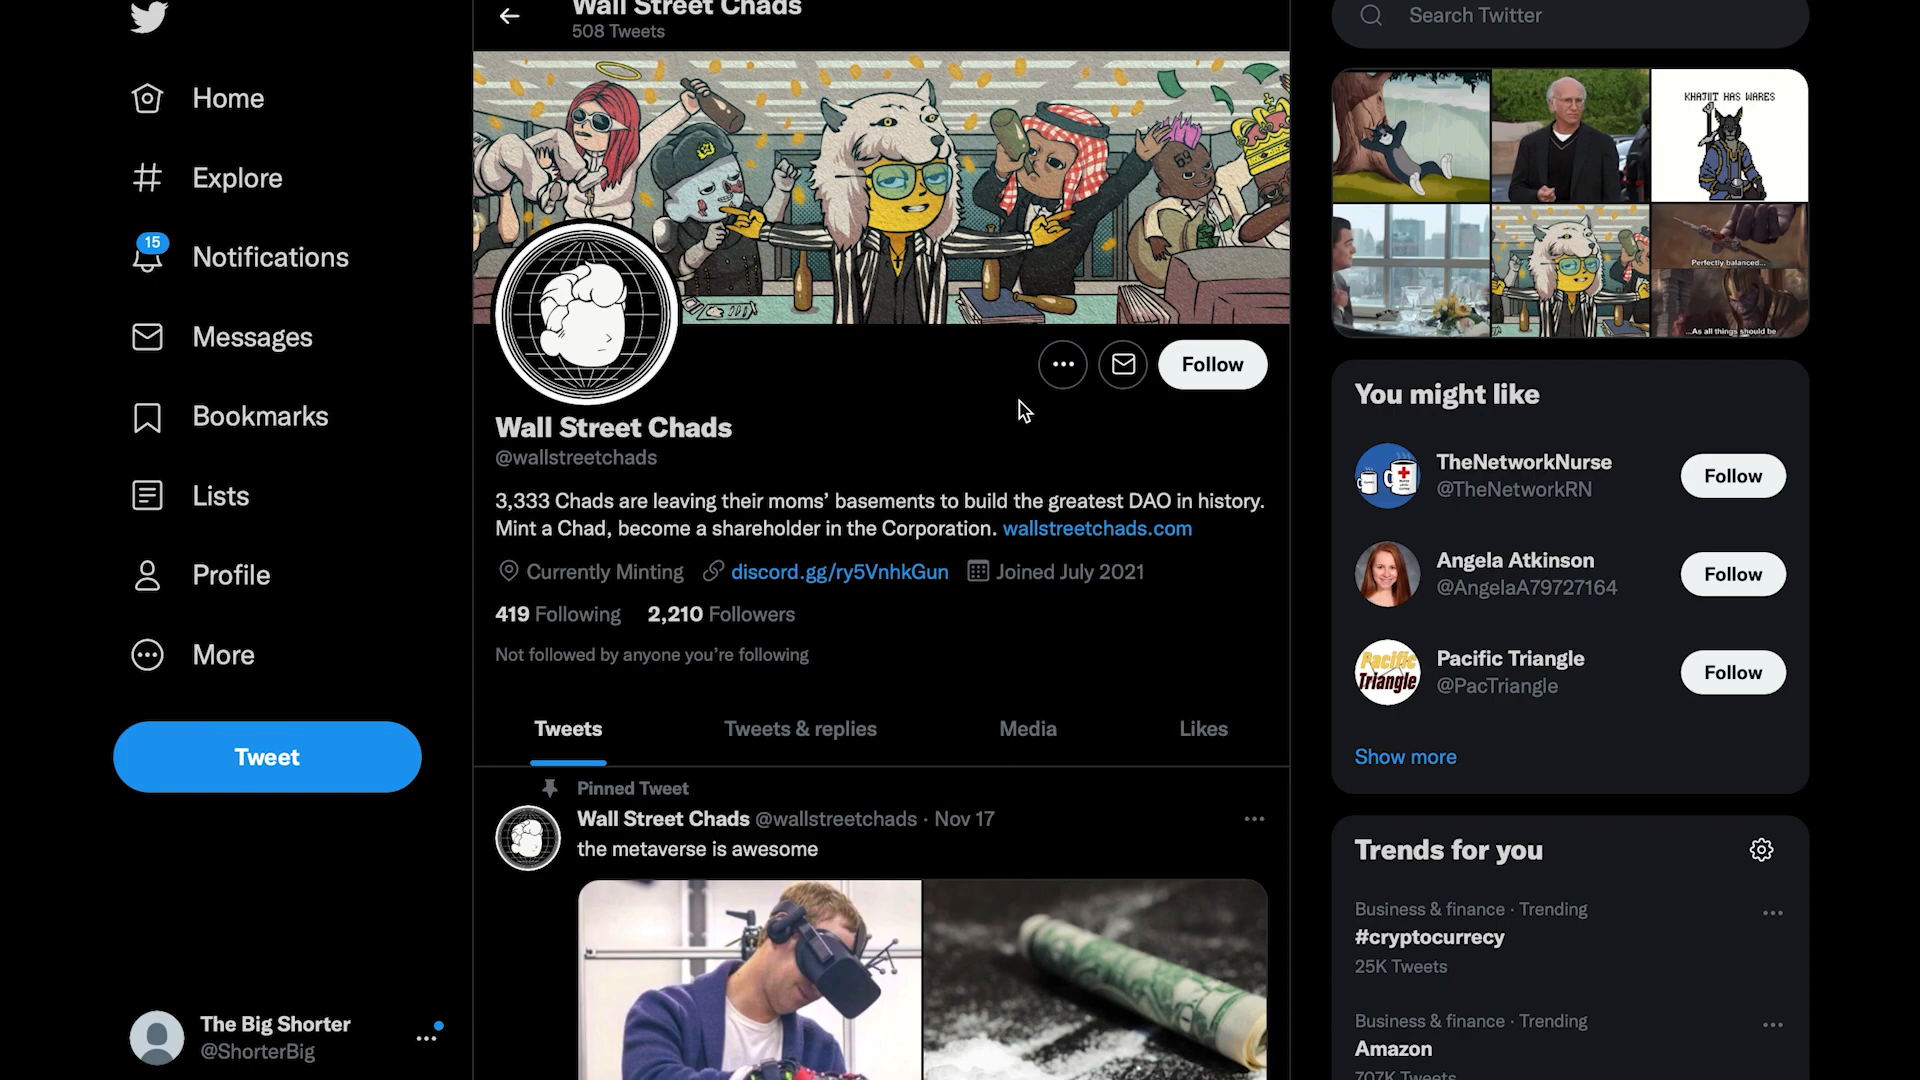 Wall Street Chads
508 Tweets
Search Twitter
Home
Explore
15
Notifications
Messages
Bookmarks
Lists
Profile
More
Tweet
The Big Shorter
@ShorterBig
69
Follow
Wall Street Chads
@wallstreetchads
3,333 Chads are leaving their moms’ basements to build the greatest DAO in history.
Mint a Chad, become a shareholder in the Corporation. wallstreetchads.com
Currently Minting discord.gg/ry5VnhkGun Joined July 2021
419 Following 2,210 Followers
Not followed by anyone you’re following
Tweets Tweets & replies Media Likes
Pinned Tweet
Wall Street Chads @wallstreetchads · Nov 17
the metaverse is awesome
KHAJIIT HAS WARES
Perfectly balanced...
...As all things should be
You might like
TheNetworkNurse
@TheNetworkRN
Follow
Angela Atkinson
@AngelaA79727164
Follow
Pacific Triangle
Pacific Triangle
@PacTriangle
Follow
Show more
Trends for you
Business & finance · Trending
#cryptocurrecy
25K Tweets
Business & finance · Trending
Amazon
707K Tweets